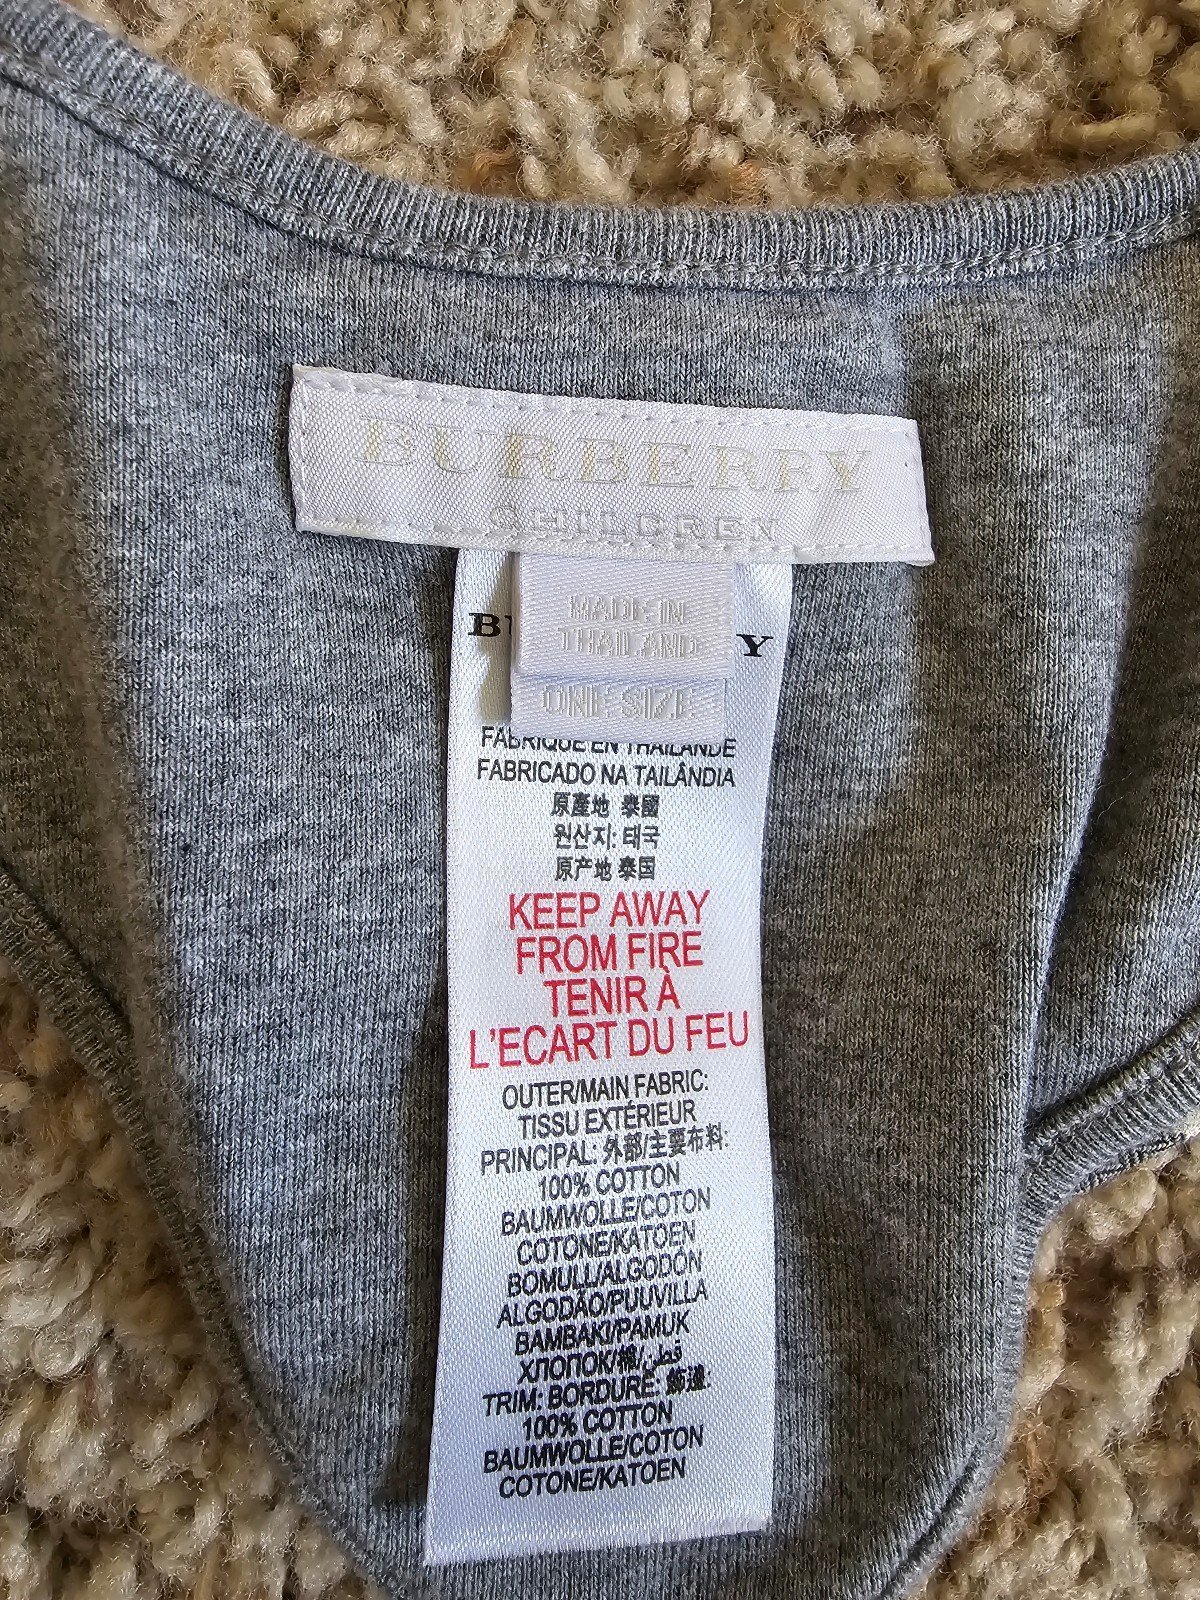 BURBERRY
CHILDREN
MADE IN
THAILAND
ONE SIZE
FABRIQUÉ EN THAÏLANDE
FABRICADO NA TAILÂNDIA
原產地 泰國
원산지: 태국
原产地 泰国
KEEP AWAY
FROM FIRE
TENIR À
L'ECART DU FEU
OUTER/MAIN FABRIC:
TISSU EXTÉRIEUR
PRINCIPAL: 外部/主要布料:
100% COTTON
BAUMWOLLE/COTON
COTONE/KATOEN
BOMULL/ALGODÓN
ALGODÃO/PUUVILLA
BAMBAKI/PAMUK
ХЛОПОК/棉/قطن
TRIM: BORDURE: 飾邊:
100% COTTON
BAUMWOLLE/COTON
COTONE/KATOEN